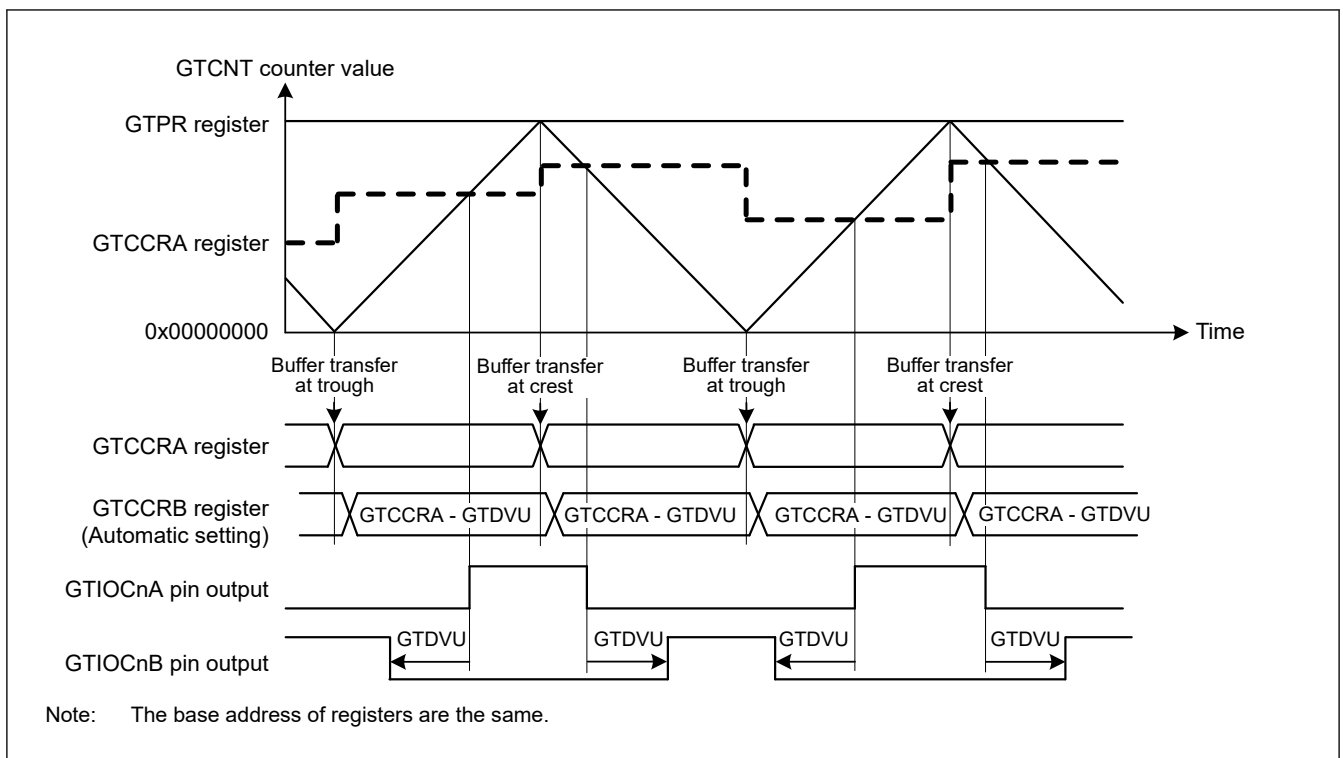 GTCNT counter value
GTPR register
GTCCRA register
0x00000000
Time
Buffer transfer
at trough
Buffer transfer
at crest
Buffer transfer
at trough
Buffer transfer
at crest
GTCCRA register
GTCCRB register
(Automatic setting)
GTCCRA - GTDVU
GTCCRA - GTDVU
GTCCRA - GTDVU
GTCCRA - GTDVU
GTIOCnA pin output
GTIOCnB pin output
GTDVU
GTDVU
GTDVU
GTDVU
Note: The base address of registers are the same.